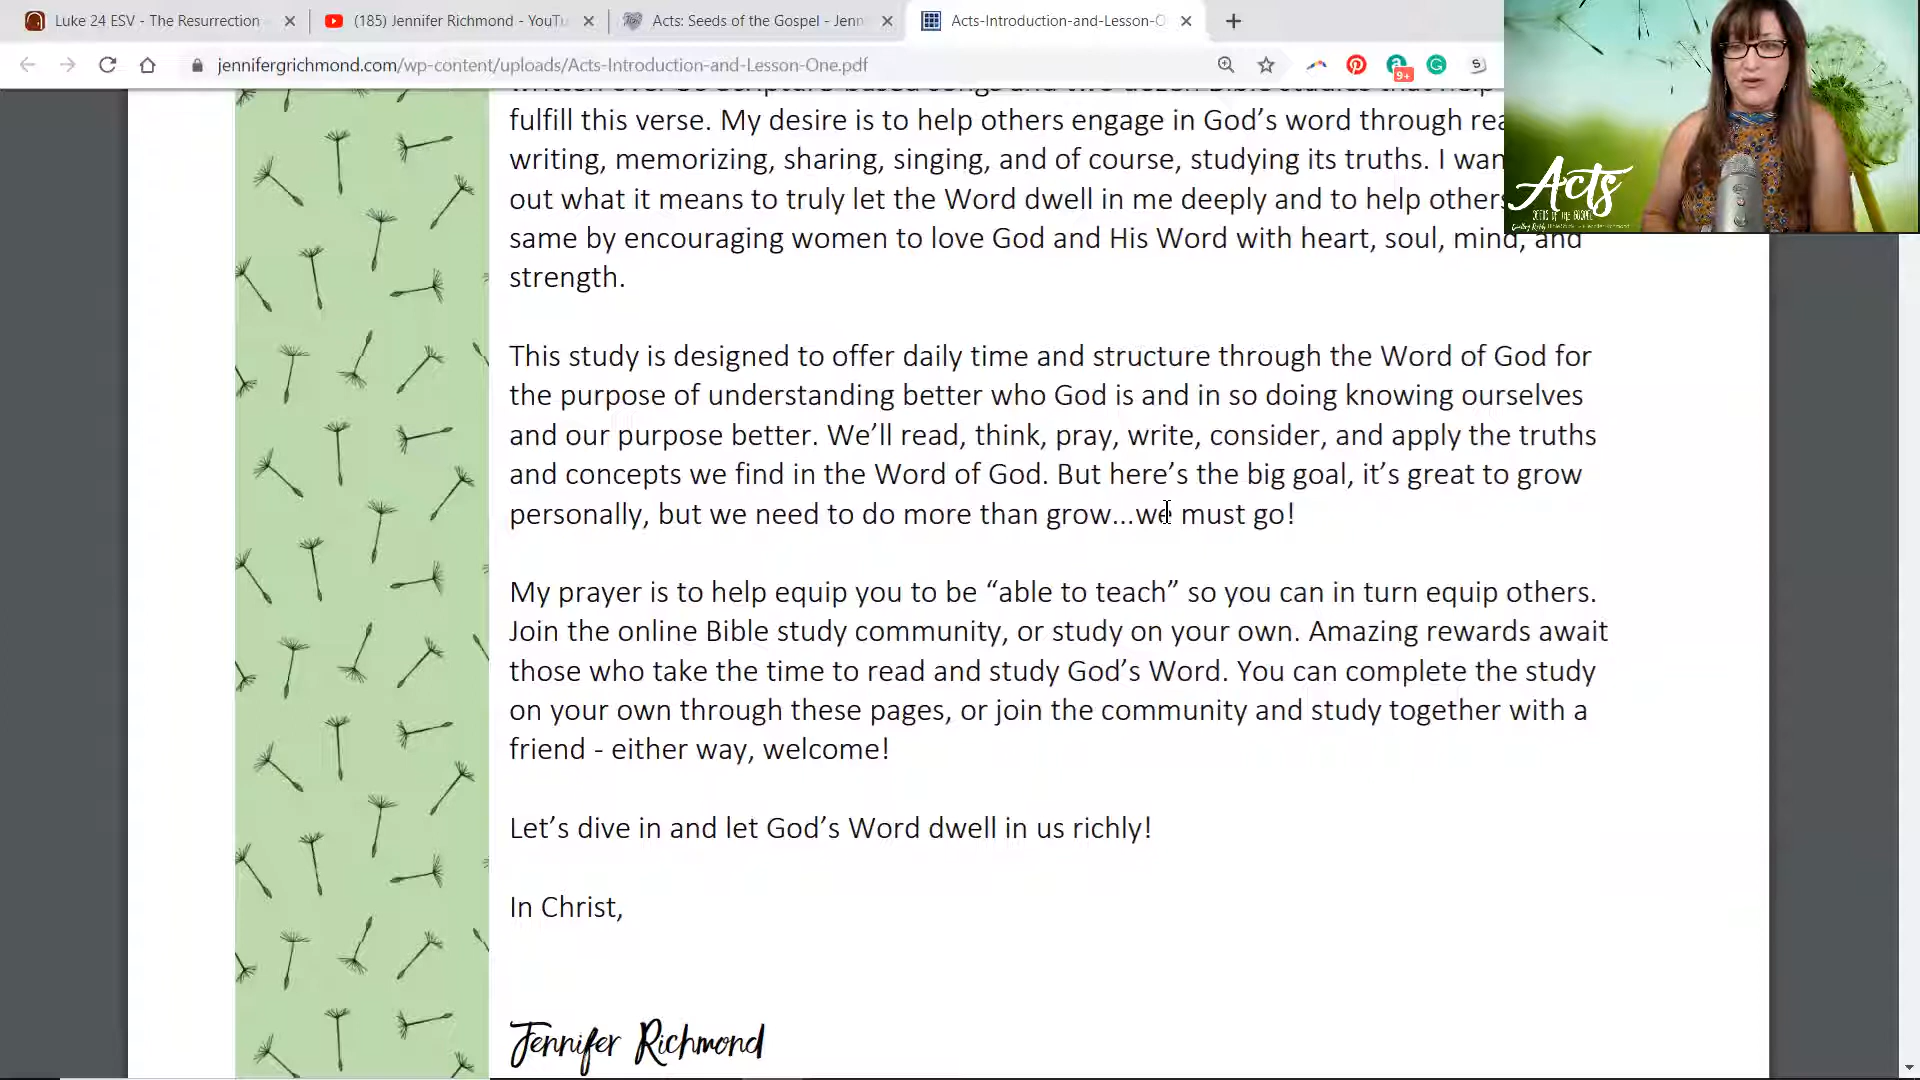 Luke 24 ESV - The Resurrection
(185) Jennifer Richmond - YouTu
Acts: Seeds of the Gospel - Jenn
Acts-Introduction-and-Lesson-O
jennifergrichmond.com/wp-content/uploads/Acts-Introduction-and-Lesson-One.pdf
9+
fulfill this verse. My desire is to help others engage in God’s word through rea
writing, memorizing, sharing, singing, and of course, studying its truths. I wan
out what it means to truly let the Word dwell in me deeply and to help others
same by encouraging women to love God and His Word with heart, soul, mind, and
strength.
This study is designed to offer daily time and structure through the Word of God for
the purpose of understanding better who God is and in so doing knowing ourselves
and our purpose better. We’ll read, think, pray, write, consider, and apply the truths
and concepts we find in the Word of God. But here’s the big goal, it’s great to grow
personally, but we need to do more than grow...we must go!
My prayer is to help equip you to be “able to teach” so you can in turn equip others.
Join the online Bible study community, or study on your own. Amazing rewards await
those who take the time to read and study God’s Word. You can complete the study
on your own through these pages, or join the community and study together with a
friend - either way, welcome!
Let’s dive in and let God’s Word dwell in us richly!
In Christ,
Jennifer Richmond
Acts
SEEDS OF THE GOSPEL